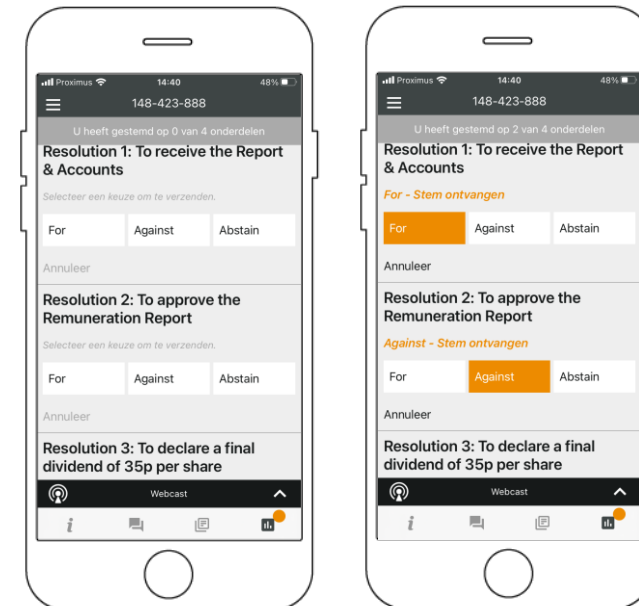 Proximus 14:40 48%
148-423-888
U heeft gestemd op 0 van 4 onderdelen
Resolution 1: To receive the Report
& Accounts
Selecteer een keuze om te verzenden.
For Against Abstain
Annuleer
Resolution 2: To approve the
Remuneration Report
Selecteer een keuze om te verzenden.
For Against Abstain
Annuleer
Resolution 3: To declare a final
dividend of 35p per share
Webcast
i
Proximus 14:40 48%
148-423-888
U heeft gestemd op 2 van 4 onderdelen
Resolution 1: To receive the Report
& Accounts
For - Stem ontvangen
For Against Abstain
Annuleer
Resolution 2: To approve the
Remuneration Report
Against - Stem ontvangen
For Against Abstain
Annuleer
Resolution 3: To declare a final
dividend of 35p per share
Webcast
i